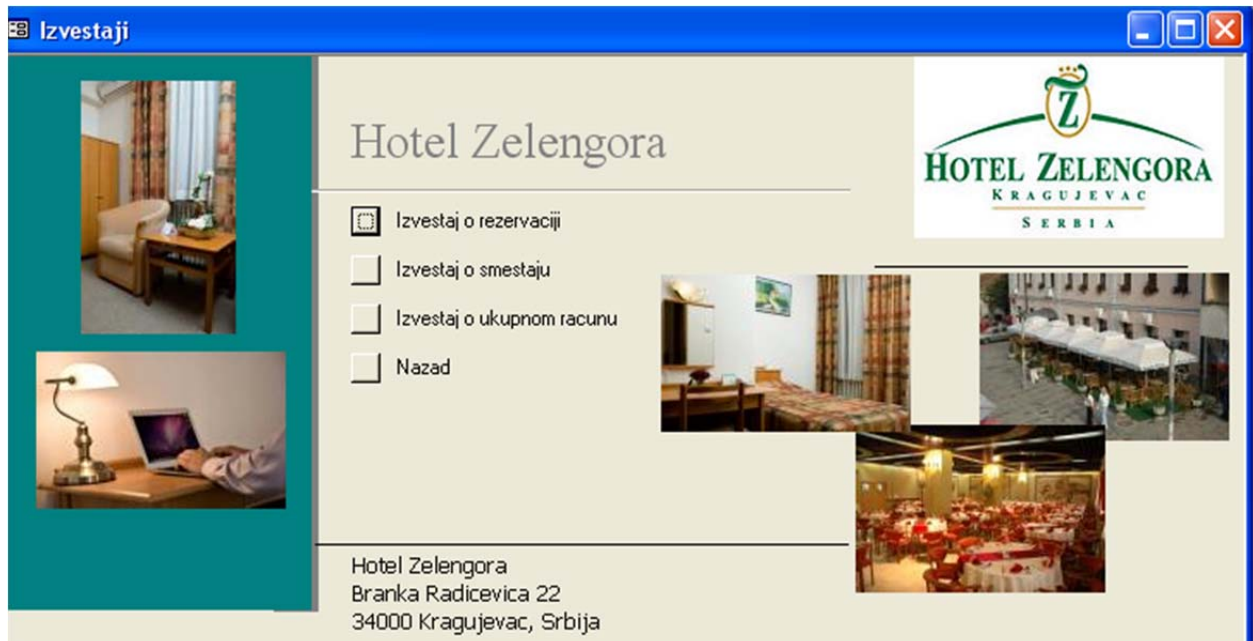 Izvestaji
Hotel Zelengora
Z
HOTEL ZELENGORA
KRAGUJEVAC
SERBIA
Izvestaj o rezervaciji
Izvestaj o smestaju
Izvestaj o ukupnom racunu
Nazad
Hotel Zelengora
Branka Radicevica 22
34000 Kragujevac, Srbija